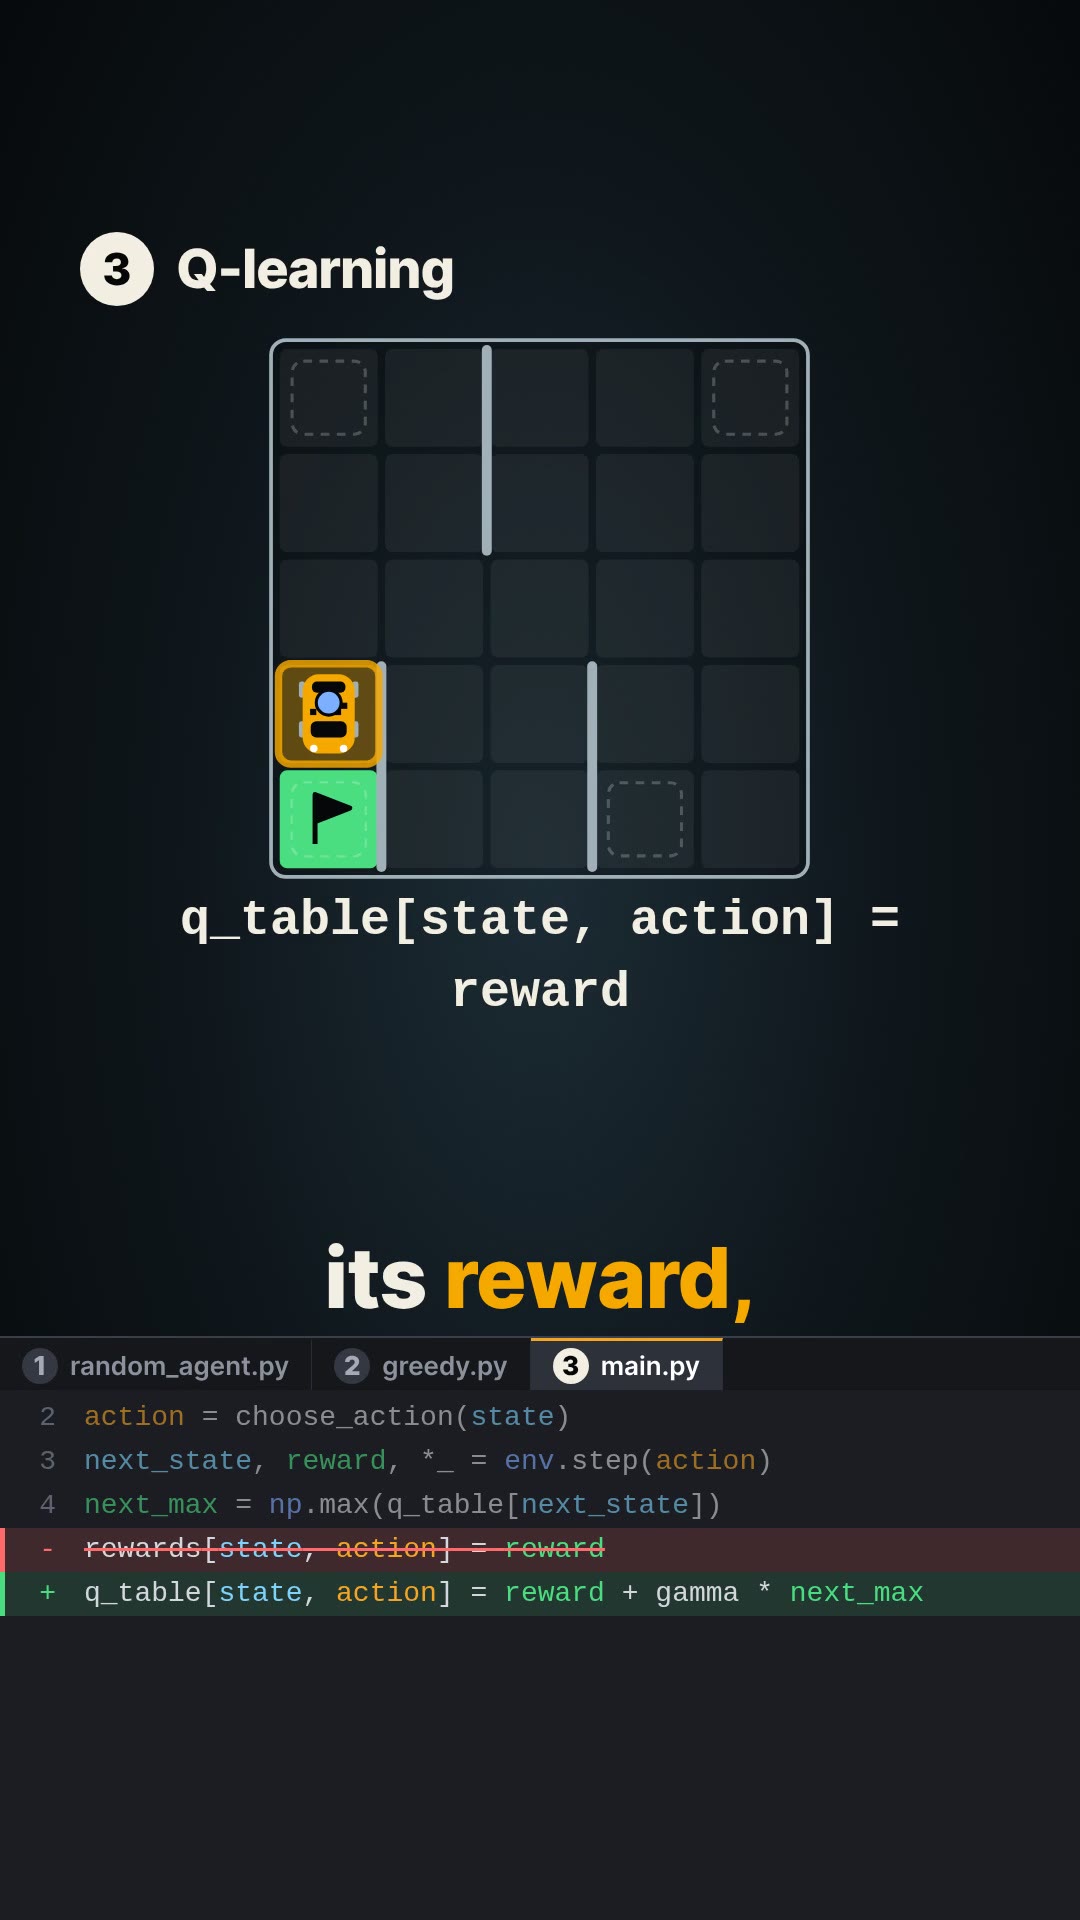 3 Q-learning
q_table[state, action] =
reward
its reward,
1 random_agent.py 2 greedy.py 3 main.py
2 action = choose_action(state)
3 next_state, reward, *_ = env.step(action)
4 next_max = np.max(q_table[next_state])
- rewards[state, action] = reward
+ q_table[state, action] = reward + gamma * next_max